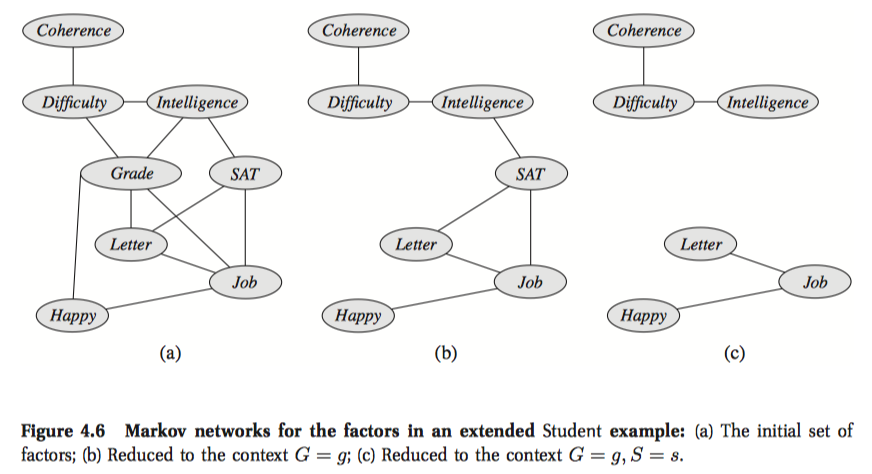 Coherence Coherence Coherence
Difficulty Intelligence Difficulty Intelligence Difficulty Intelligence
Grade SAT SAT
Letter Letter Letter
Job Job Job
Happy Happy Happy
(a) (b) (c)
Figure 4.6 Markov networks for the factors in an extended Student example: (a) The initial set of
factors; (b) Reduced to the context G = g; (c) Reduced to the context G = g, S = s.